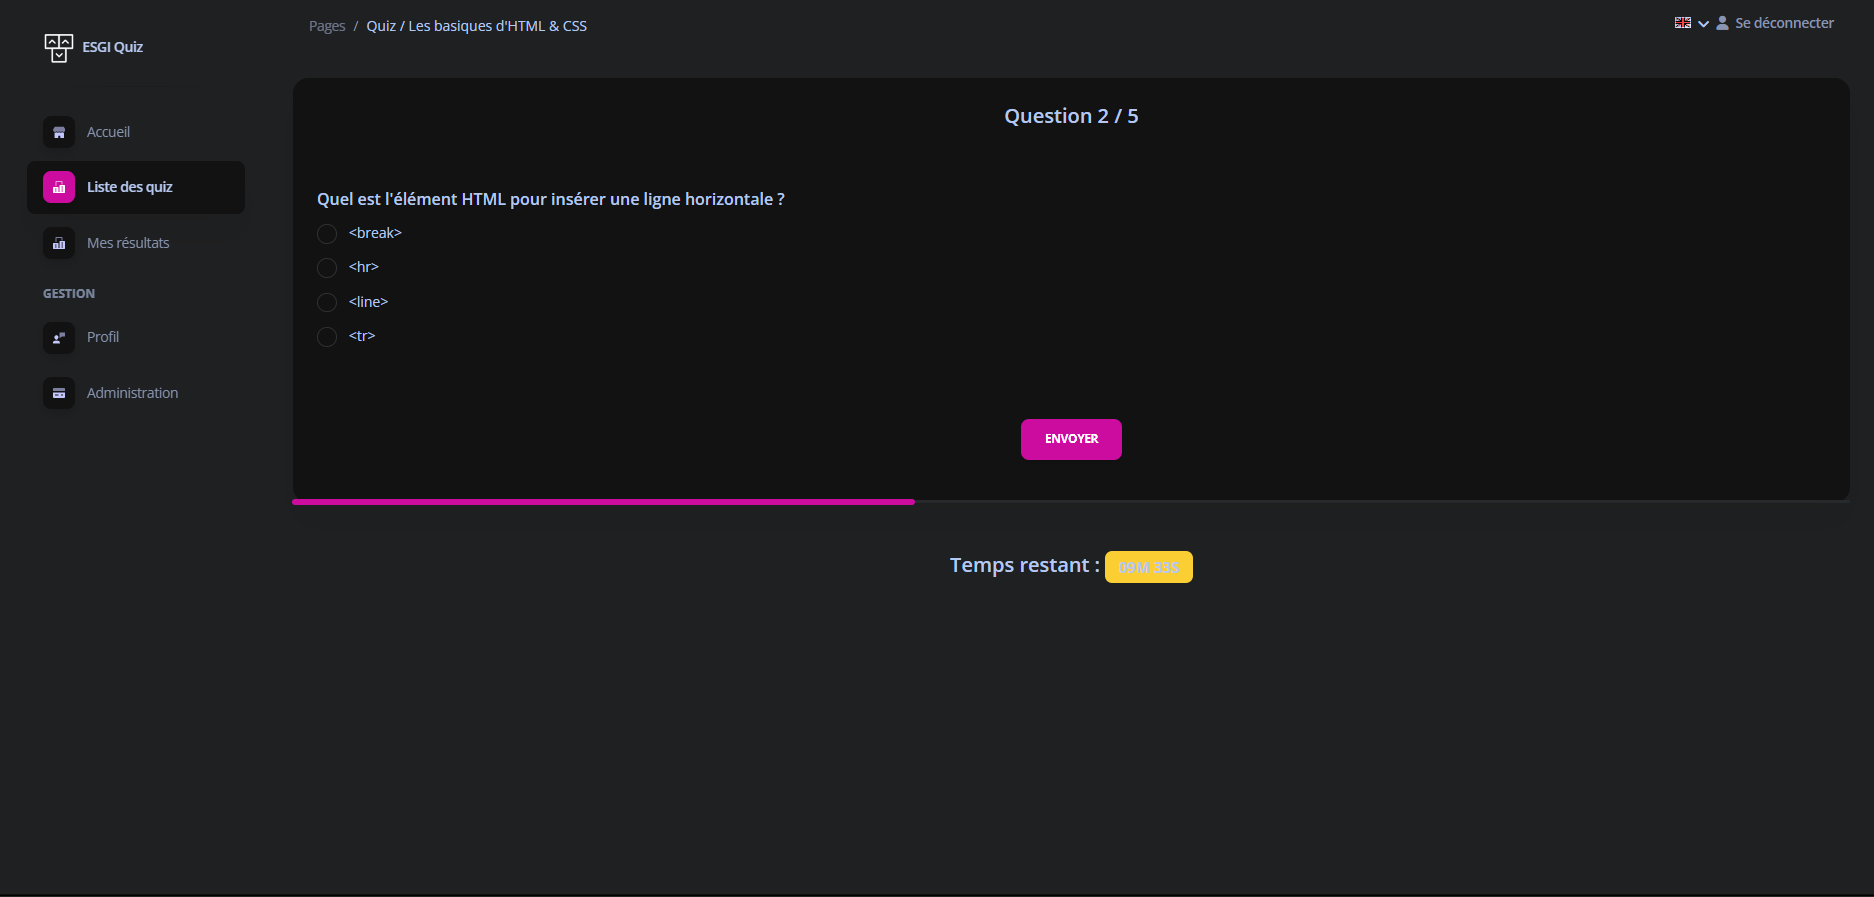 ESGI Quiz
Pages / Quiz / Les basiques d'HTML & CSS
Se déconnecter
Accueil
Liste des quiz
Mes résultats
GESTION
Profil
Administration
Question 2 / 5
Quel est l'élément HTML pour insérer une ligne horizontale ?
<break>
<hr>
<line>
<tr>
ENVOYER
Temps restant : 09M 33S